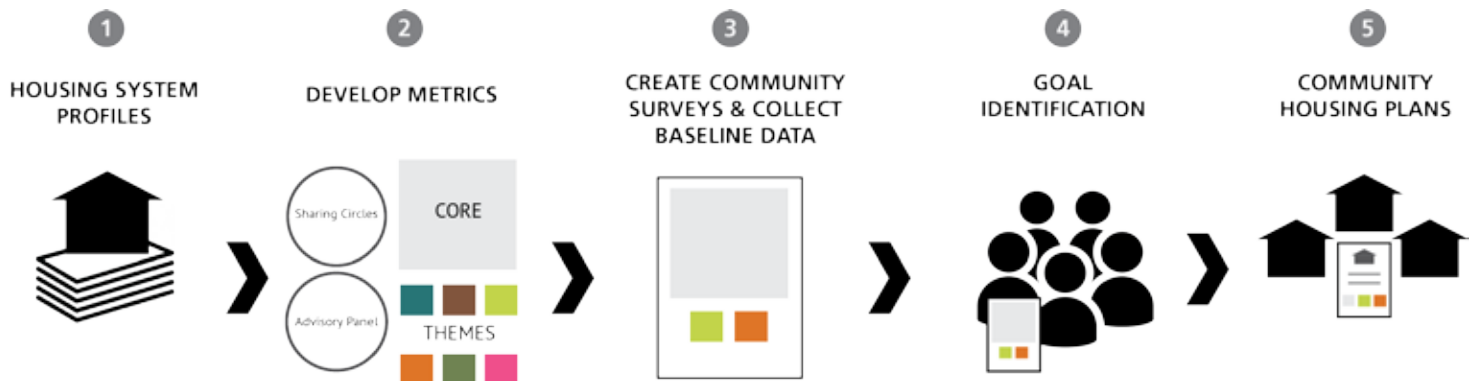 1
HOUSING SYSTEM
PROFILES
2
DEVELOP METRICS
Sharing Circles
CORE
Advisory Panel
THEMES
3
CREATE COMMUNITY
SURVEYS & COLLECT
BASELINE DATA
4
GOAL
IDENTIFICATION
5
COMMUNITY
HOUSING PLANS